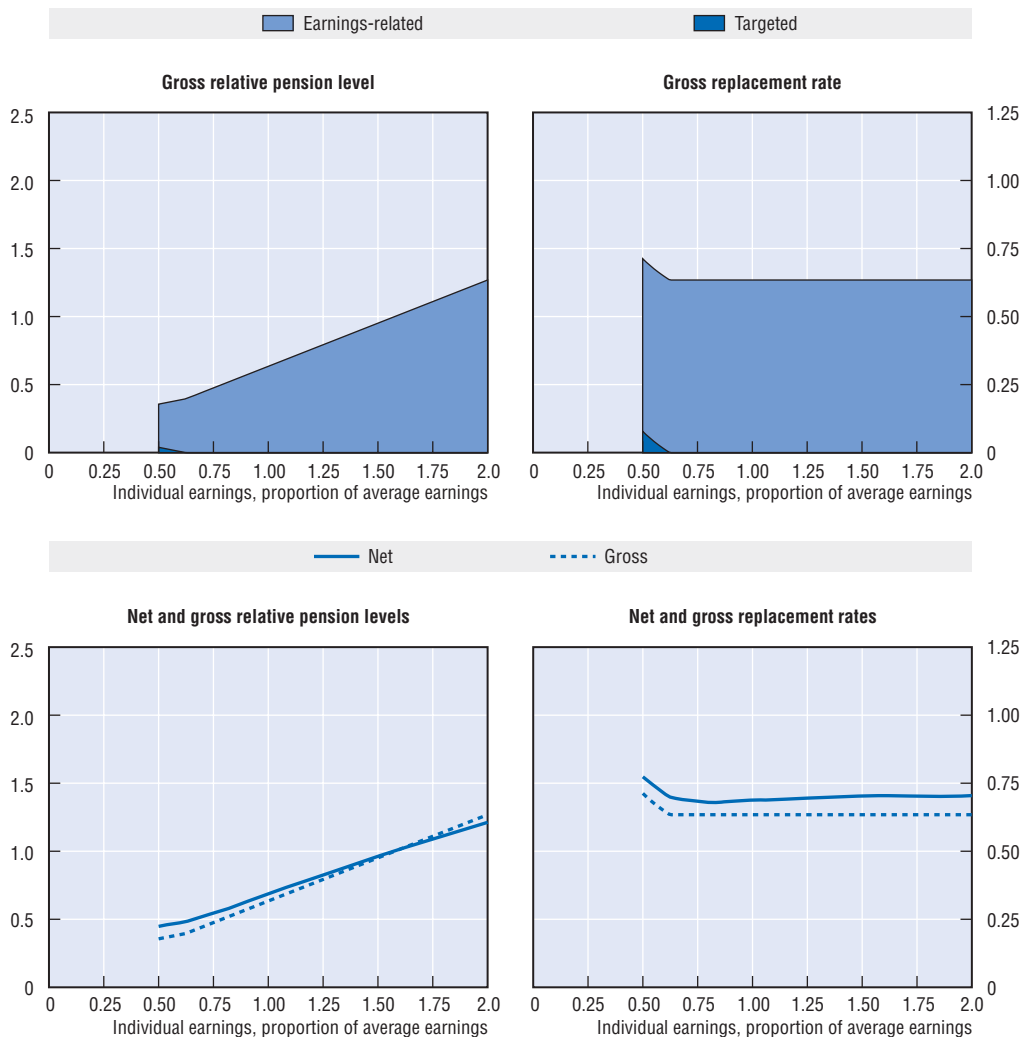 Earnings-related Targeted
Gross relative pension level
2.5
2.0
1.5
1.0
0.5
0
0 0.25 0.50 0.75 1.00 1.25 1.50 1.75 2.0
Individual earnings, proportion of average earnings
Gross replacement rate
1.25
1.00
0.75
0.50
0.25
0
0 0.25 0.50 0.75 1.00 1.25 1.50 1.75 2.0
Individual earnings, proportion of average earnings
Net Gross
Net and gross relative pension levels
2.5
2.0
1.5
1.0
0.5
0
0 0.25 0.50 0.75 1.00 1.25 1.50 1.75 2.0
Individual earnings, proportion of average earnings
Net and gross replacement rates
1.25
1.00
0.75
0.50
0.25
0
0 0.25 0.50 0.75 1.00 1.25 1.50 1.75 2.0
Individual earnings, proportion of average earnings